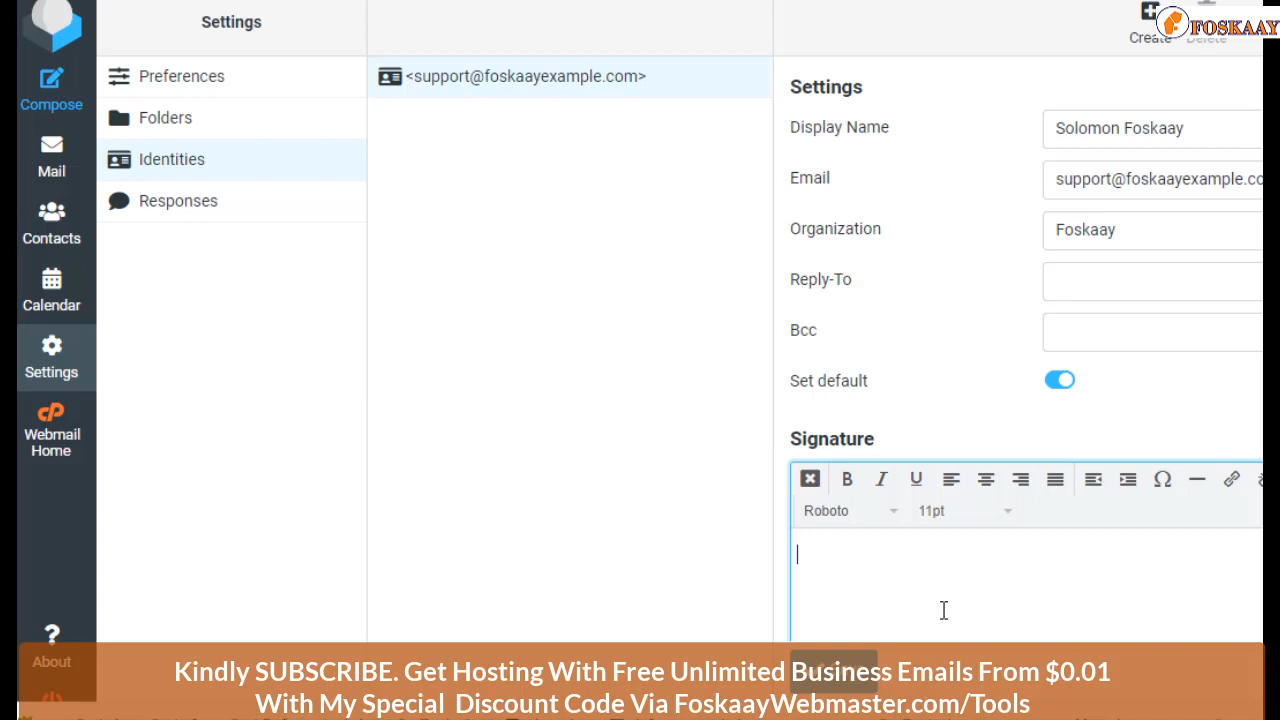 Settings
Create
Delete
FOSKAAY
Compose
Mail
Contacts
Calendar
Settings
cP
Webmail
Home
?
About
Preferences
Folders
Identities
Responses
<support@foskaayexample.com>
Settings
Display Name
Solomon Foskaay
Email
support@foskaayexample.co
Organization
Foskaay
Reply-To
Bcc
Set default
Signature
B I U Ω
Roboto 11pt
Kindly SUBSCRIBE. Get Hosting With Free Unlimited Business Emails From $0.01
With My Special Discount Code Via FoskaayWebmaster.com/Tools